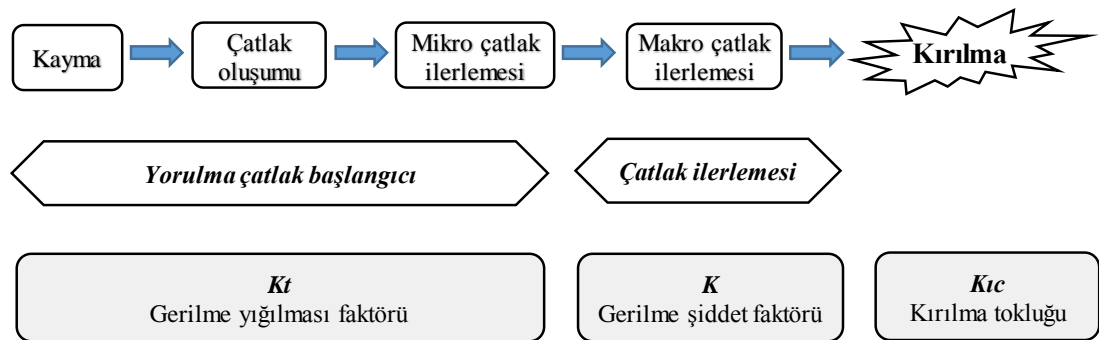 Kayma
Çatlak
oluşumu
Mikro çatlak
ilerlemesi
Makro çatlak
ilerlemesi
Kırılma
Yorulma çatlak başlangıcı
Çatlak ilerlemesi
Kt
Gerilme yığılması faktörü
K
Gerilme şiddet faktörü
Kıc
Kırılma tokluğu